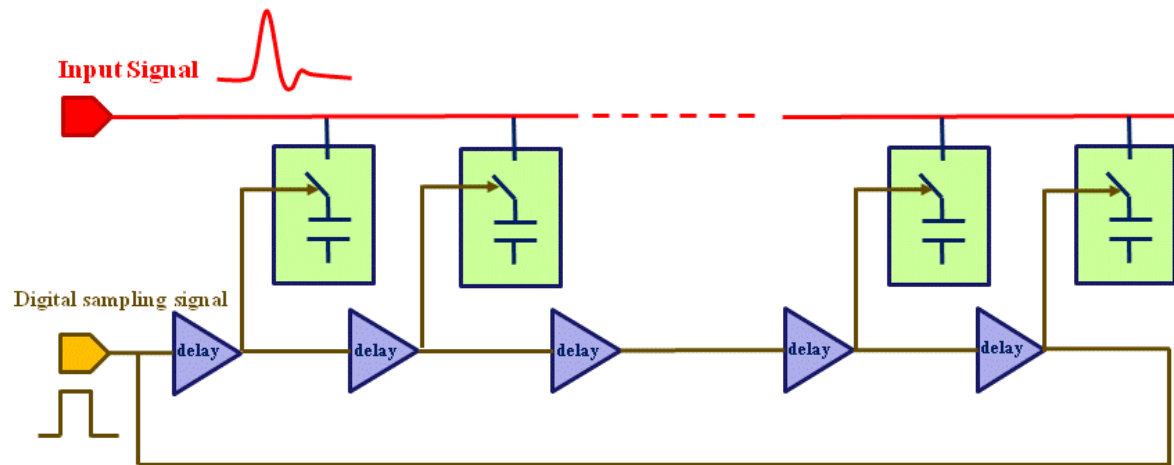 Input Signal
Digital sampling signal
delay
delay
delay
delay
delay